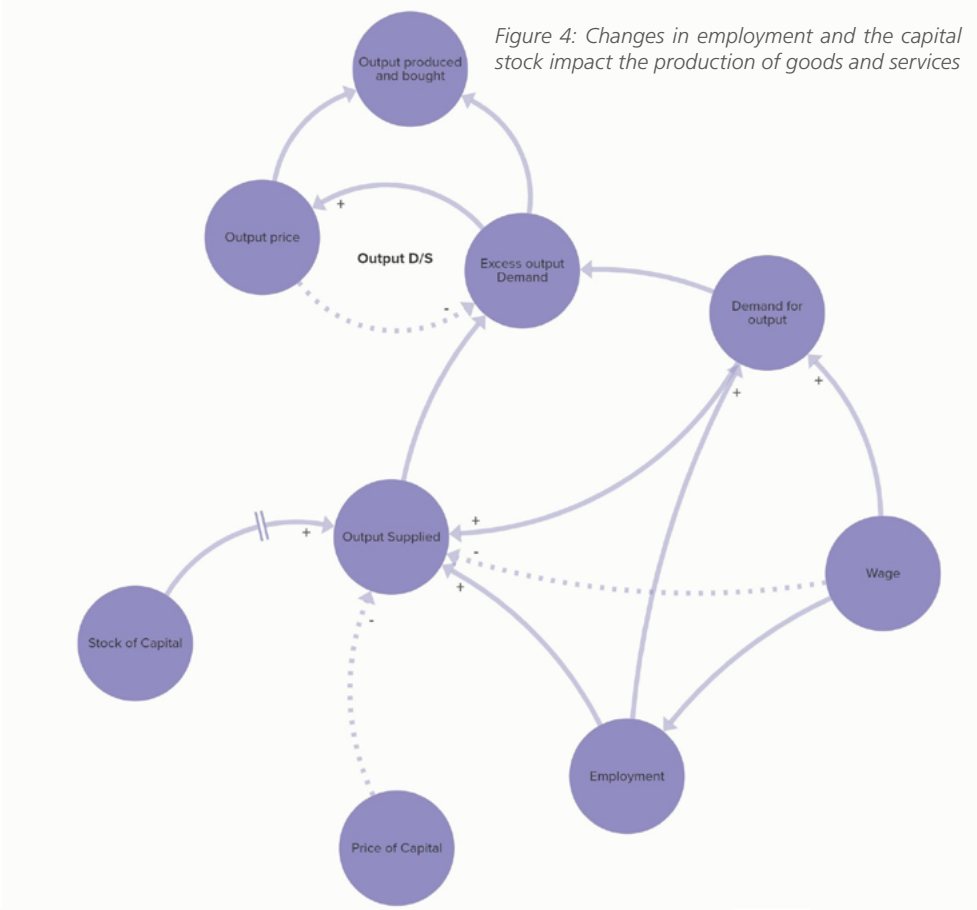 Figure 4: Changes in employment and the capital
stock impact the production of goods and services
Output produced
and bought
Output price
+
Output D/S
Excess output
Demand
-
Demand for
output
+
+
Output Supplied
+
+
-
+
Wage
Stock of Capital
-
Employment
Price of Capital